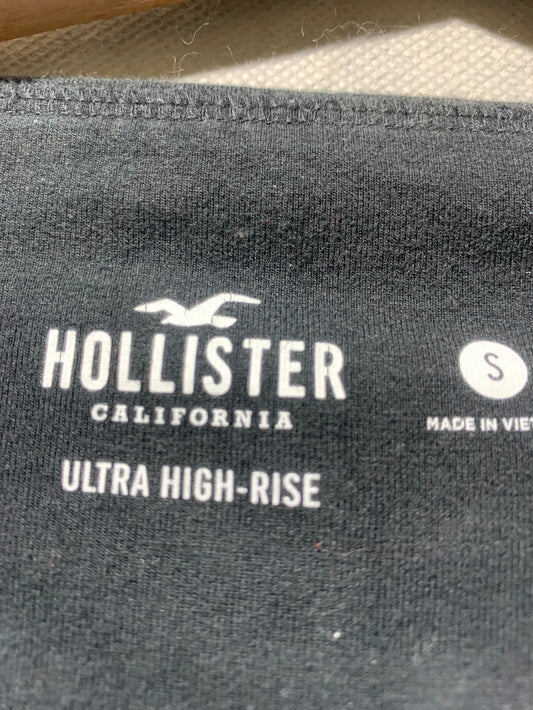 HOLLISTER
CALIFORNIA
ULTRA HIGH-RISE
S
MADE IN VIET